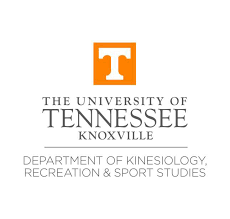 T
THE UNIVERSITY OF
TENNESSEE
KNOXVILLE
DEPARTMENT OF KINESIOLOGY,
RECREATION & SPORT STUDIES